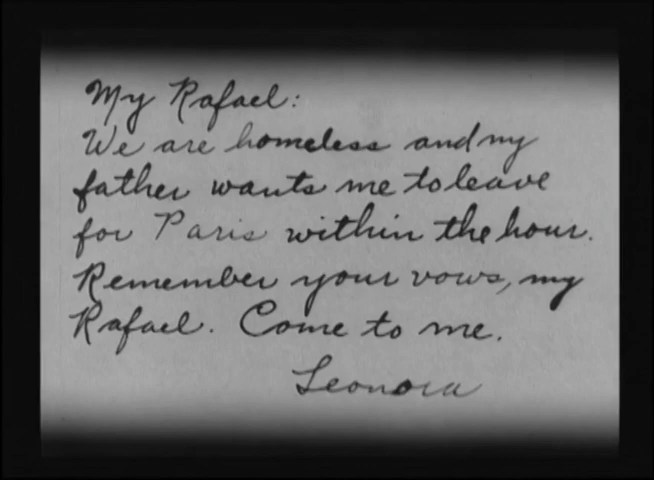 My Rafael:
We are homeless and my
father wants me to leave
for Paris within the hour.
Remember your vows, my
Rafael. Come to me.
Leonora